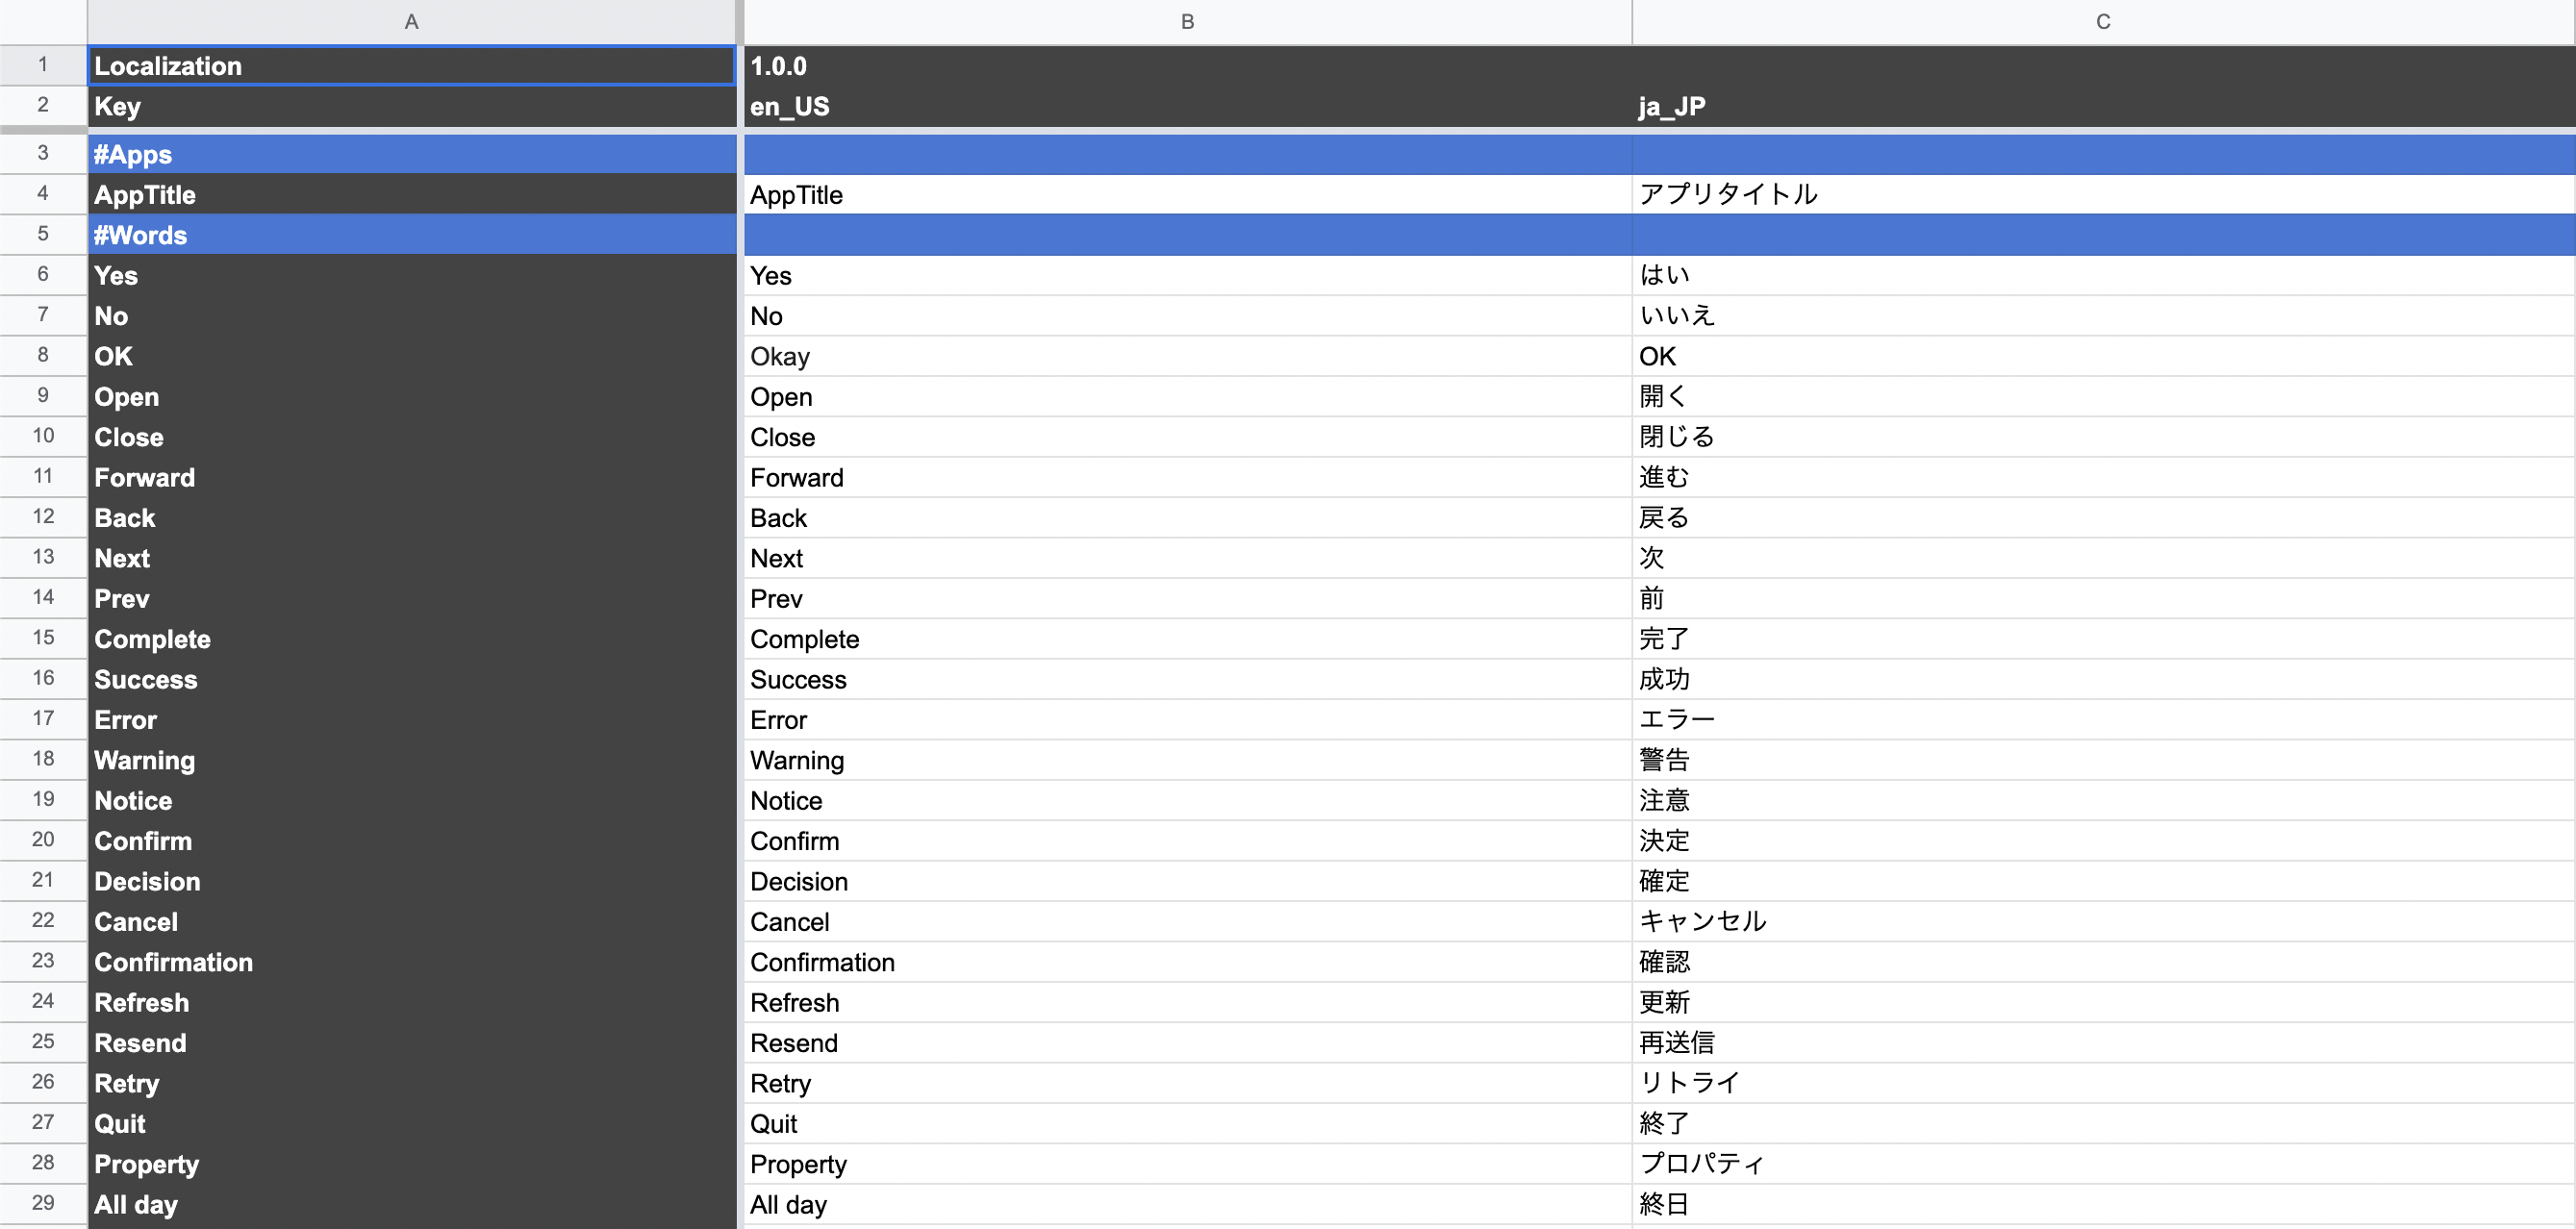 A B C
1 Localization 1.0.0
2 Key en_US ja_JP
3 #Apps
4 AppTitle AppTitle アプリタイトル
5 #Words
6 Yes Yes はい
7 No No いいえ
8 OK Okay OK
9 Open Open 開く
10 Close Close 閉じる
11 Forward Forward 進む
12 Back Back 戻る
13 Next Next 次
14 Prev Prev 前
15 Complete Complete 完了
16 Success Success 成功
17 Error Error エラー
18 Warning Warning 警告
19 Notice Notice 注意
20 Confirm Confirm 決定
21 Decision Decision 確定
22 Cancel Cancel キャンセル
23 Confirmation Confirmation 確認
24 Refresh Refresh 更新
25 Resend Resend 再送信
26 Retry Retry リトライ
27 Quit Quit 終了
28 Property Property プロパティ
29 All day All day 終日